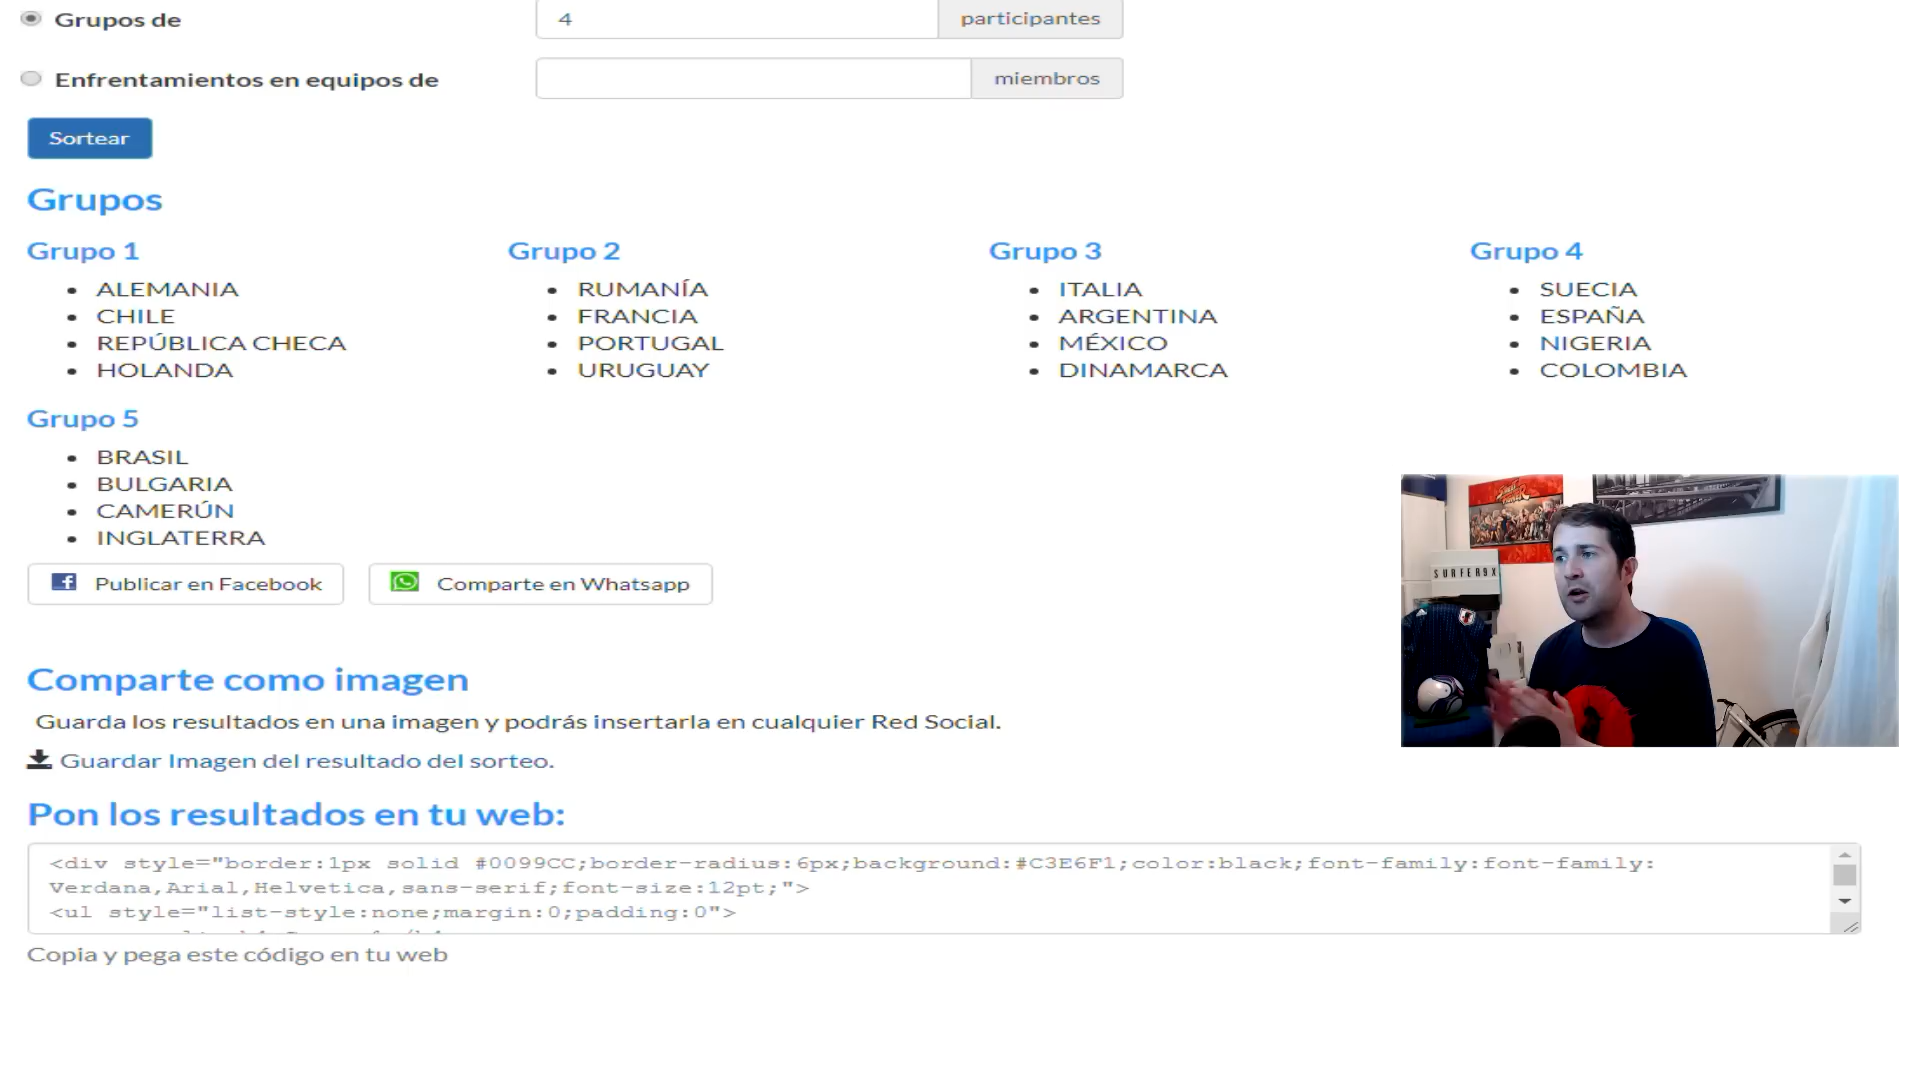 Grupos de
4
participantes
Enfrentamientos en equipos de
miembros
Sortear
Grupos
Grupo 1
ALEMANIA
CHILE
REPÚBLICA CHECA
HOLANDA
Grupo 2
RUMANÍA
FRANCIA
PORTUGAL
URUGUAY
Grupo 3
ITALIA
ARGENTINA
MÉXICO
DINAMARCA
Grupo 4
SUECIA
ESPAÑA
NIGERIA
COLOMBIA
Grupo 5
BRASIL
BULGARIA
CAMERÚN
INGLATERRA
Publicar en Facebook
Comparte en Whatsapp
SURFER9X
Comparte como imagen
Guarda los resultados en una imagen y podrás insertarla en cualquier Red Social.
Guardar Imagen del resultado del sorteo.
Pon los resultados en tu web:
<div style="border:1px solid #0099CC;border-radius:6px;background:#C3E6F1;color:black;font-family:font-family:
Verdana,Arial,Helvetica,sans-serif;font-size:12pt;">
<ul style="list-style:none;margin:0;padding:0">
Copia y pega este código en tu web